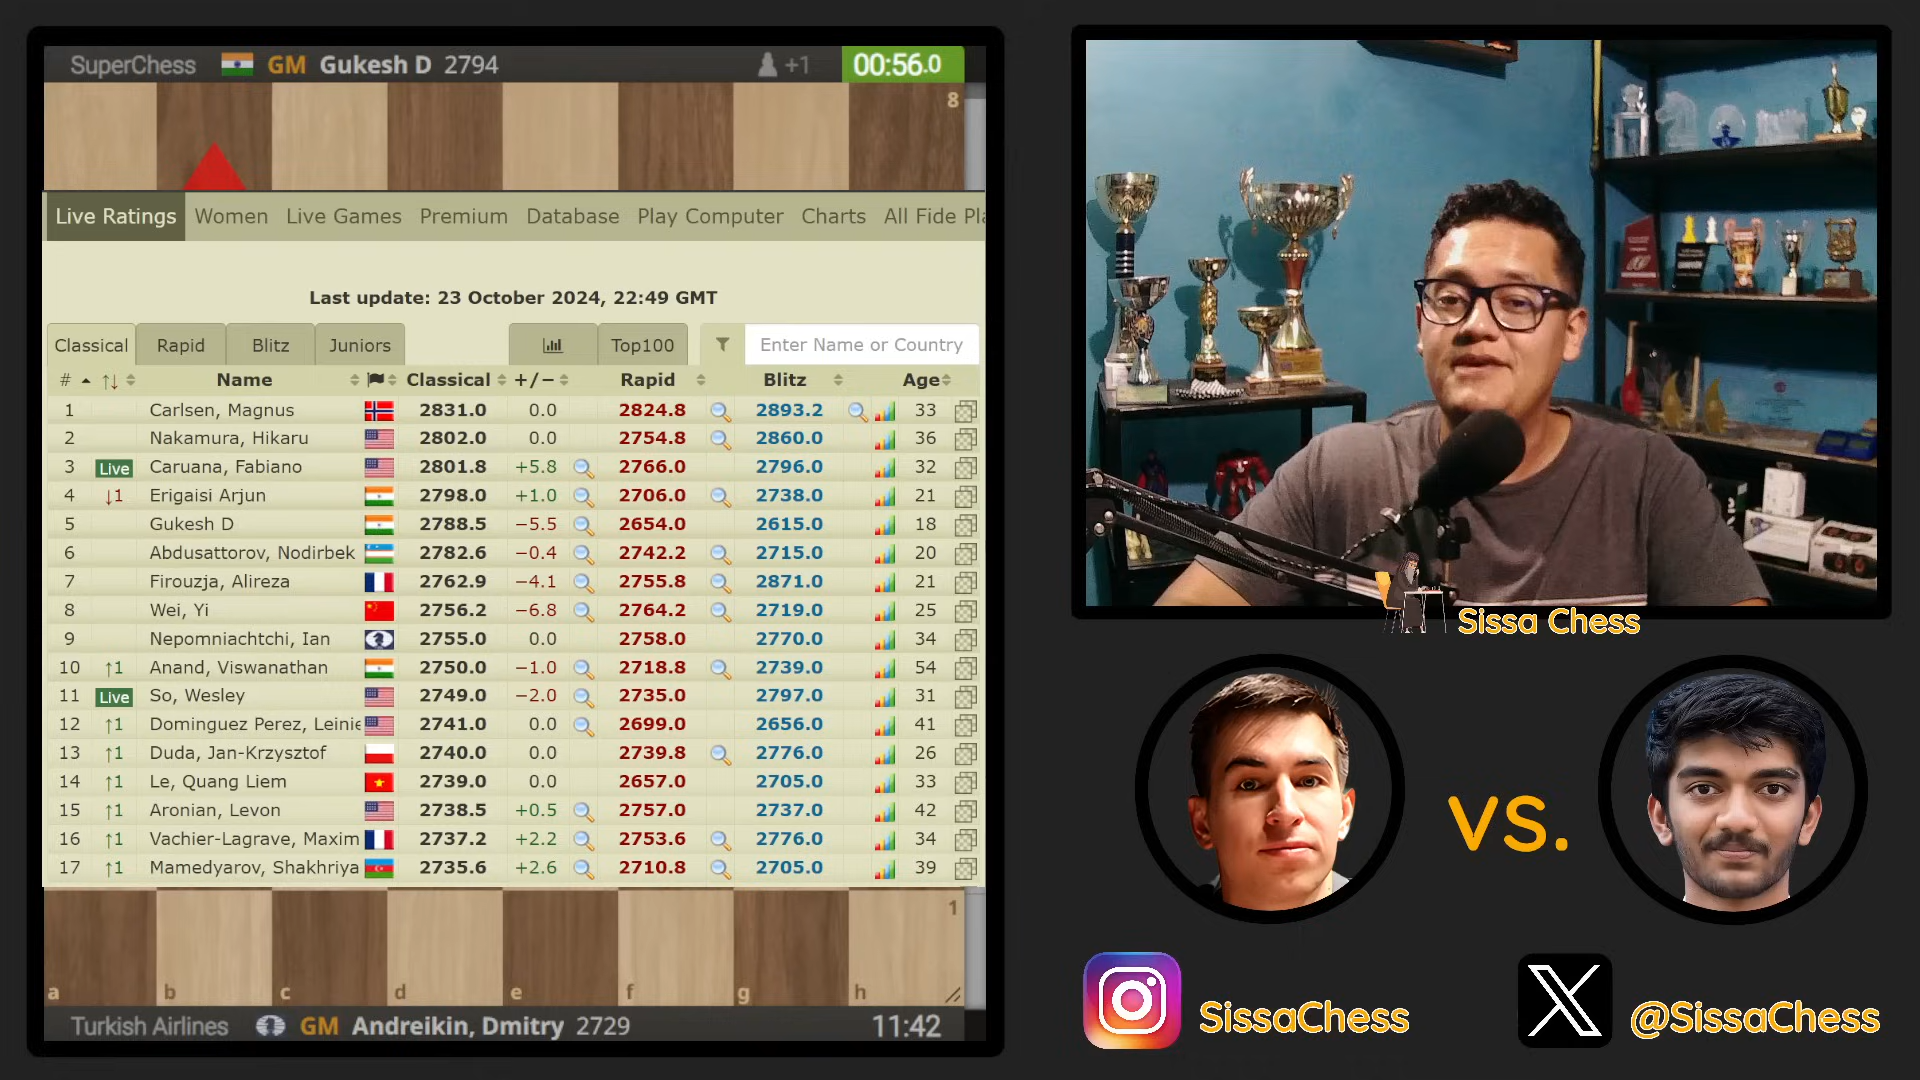 SuperChess GM Gukesh D 2794 +1 00:56.0
8
Live Ratings Women Live Games Premium Database Play Computer Charts All Fide Pla
Last update: 23 October 2024, 22:49 GMT
Classical Rapid Blitz Juniors Top100 Enter Name or Country
# Name Classical +/− Rapid Blitz Age
1 Carlsen, Magnus 2831.0 0.0 2824.8 2893.2 33
2 Nakamura, Hikaru 2802.0 0.0 2754.8 2860.0 36
3 Live Caruana, Fabiano 2801.8 +5.8 2766.0 2796.0 32
4 ↓1 Erigaisi Arjun 2798.0 +1.0 2706.0 2738.0 21
5 Gukesh D 2788.5 −5.5 2654.0 2615.0 18
6 Abdusattorov, Nodirbek 2782.6 −0.4 2742.2 2715.0 20
7 Firouzja, Alireza 2762.9 −4.1 2755.8 2871.0 21
8 Wei, Yi 2756.2 −6.8 2764.2 2719.0 25
9 Nepomniachtchi, Ian 2755.0 0.0 2758.0 2770.0 34
10 ↑1 Anand, Viswanathan 2750.0 −1.0 2718.8 2739.0 54
11 Live So, Wesley 2749.0 −2.0 2735.0 2797.0 31
12 ↑1 Dominguez Perez, Leinie 2741.0 0.0 2699.0 2656.0 41
13 ↑1 Duda, Jan-Krzysztof 2740.0 0.0 2739.8 2776.0 26
14 ↑1 Le, Quang Liem 2739.0 0.0 2657.0 2705.0 33
15 ↑1 Aronian, Levon 2738.5 +0.5 2757.0 2737.0 42
16 ↑1 Vachier-Lagrave, Maxim 2737.2 +2.2 2753.6 2776.0 34
17 ↑1 Mamedyarov, Shakhriya 2735.6 +2.6 2710.8 2705.0 39
1
a b c d e f g h
Turkish Airlines GM Andreikin, Dmitry 2729 11:42
Sissa Chess
vs.
SissaChess
@SissaChess